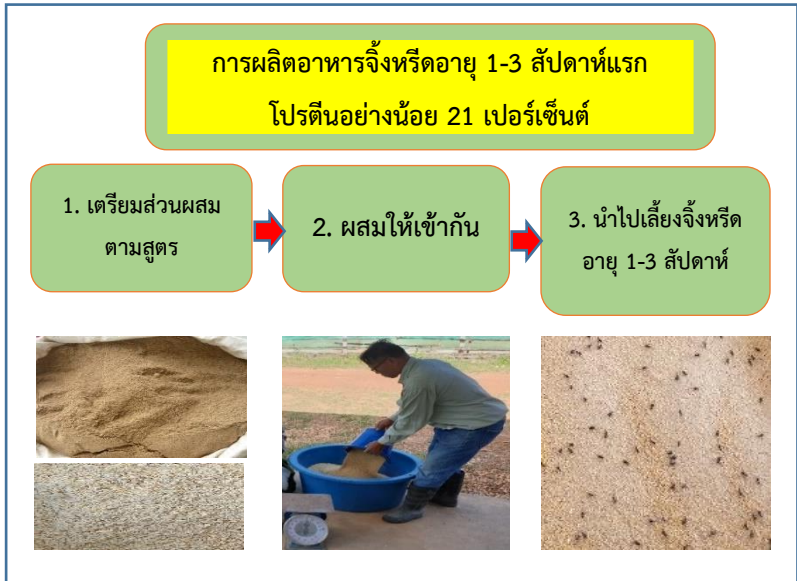 การผลิตอาหารจิ้งหรีดอายุ 1-3 สัปดาห์แรก
โปรตีนอย่างน้อย 21 เปอร์เซ็นต์
1. เตรียมส่วนผสม
ตามสูตร
2. ผสมให้เข้ากัน
3. นำไปเลี้ยงจิ้งหรีด
อายุ 1-3 สัปดาห์